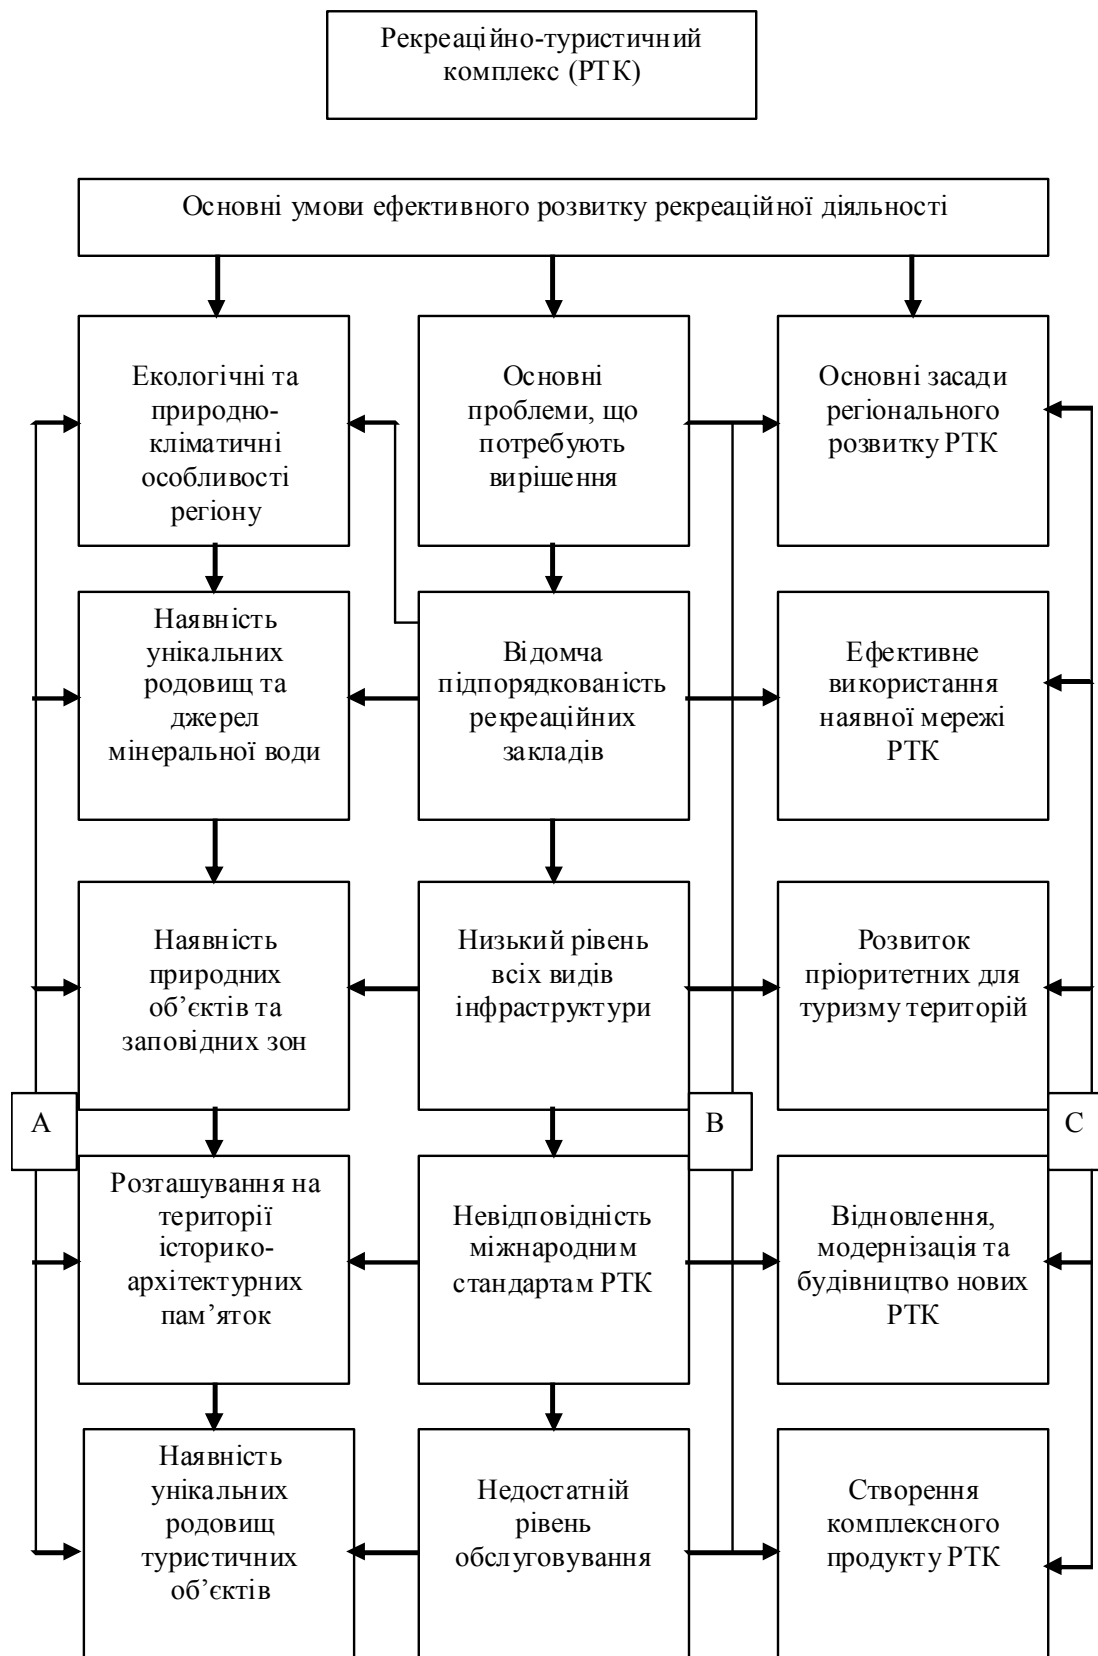 Рекреаційно-туристичний
комплекс (РТК)
Основні умови ефективного розвитку рекреаційної діяльності
Екологічні та
природно-
кліматичні
особливості
регіону
Основні
проблеми, що
потребують
вирішення
Основні засади
регіонального
розвитку РТК
Наявність
унікальних
родовищ та
джерел
мінеральної води
Відомча
підпорядкованість
рекреаційних
закладів
Ефективне
використання
наявної мережі
РТК
Наявність
природних
об’єктів та
заповідних зон
Низький рівень
всіх видів
інфраструктури
Розвиток
пріоритетних для
туризму територій
А
В
С
Розташування на
території
історико-
архітектурних
пам’яток
Невідповідність
міжнародним
стандартам РТК
Відновлення,
модернізація та
будівництво нових
РТК
Наявність
унікальних
родовищ
туристичних
об’єктів
Недостатній
рівень
обслуговування
Створення
комплексного
продукту РТК